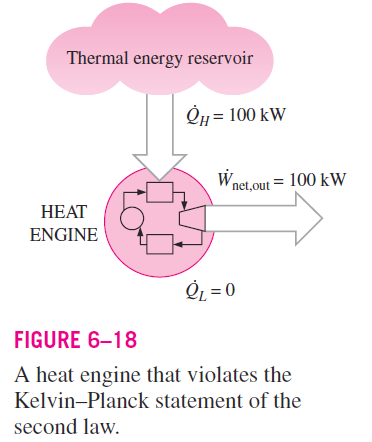 Thermal energy reservoir
Q̇H = 100 kW
Ẇnet,out = 100 kW
HEAT
ENGINE
Q̇L = 0
FIGURE 6–18
A heat engine that violates the
Kelvin–Planck statement of the
second law.